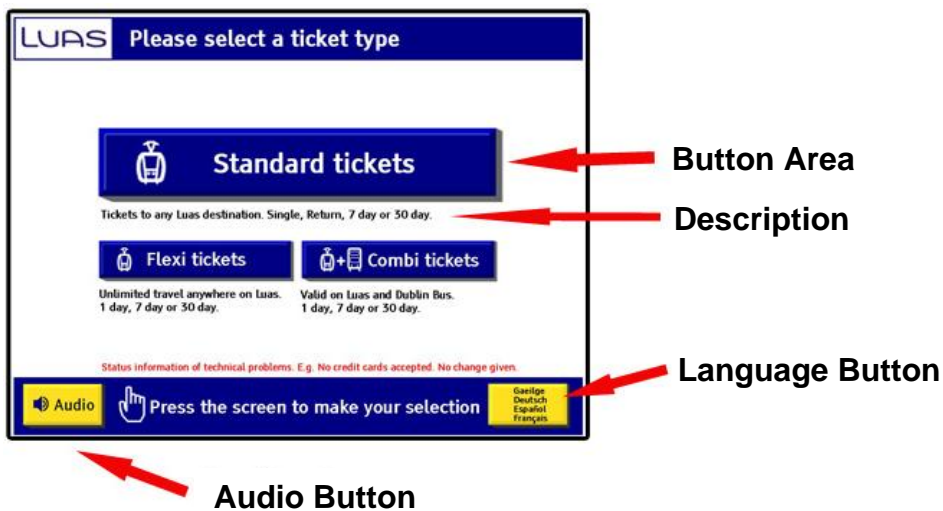 LUAS Please select a ticket type
Standard tickets
Button Area
Tickets to any Luas destination. Single, Return, 7 day or 30 day.
Description
Flexi tickets
+ Combi tickets
Unlimited travel anywhere on Luas.
1 day, 7 day or 30 day.
Valid on Luas and Dublin Bus.
1 day, 7 day or 30 day.
Status information of technical problems. E.g. No credit cards accepted. No change given.
Language Button
Audio
Press the screen to make your selection
Gaeilge
Deutsch
Español
Français
Audio Button